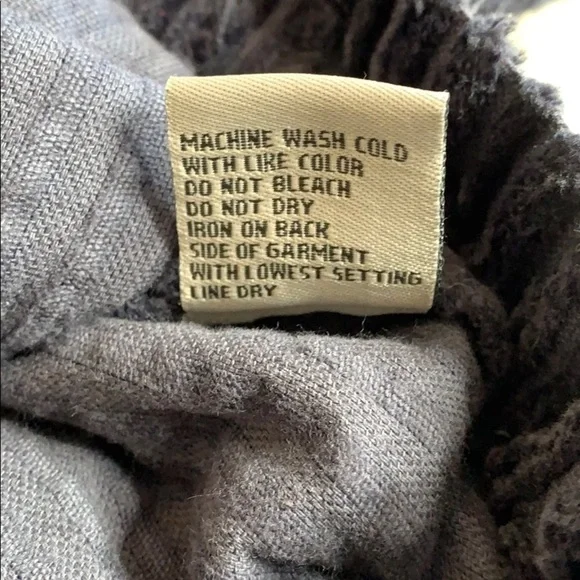 MACHINE WASH COLD
WITH LIKE COLOR
DO NOT BLEACH
DO NOT DRY
IRON ON BACK
SIDE OF GARMENT
WITH LOWEST SETTING
LINE DRY